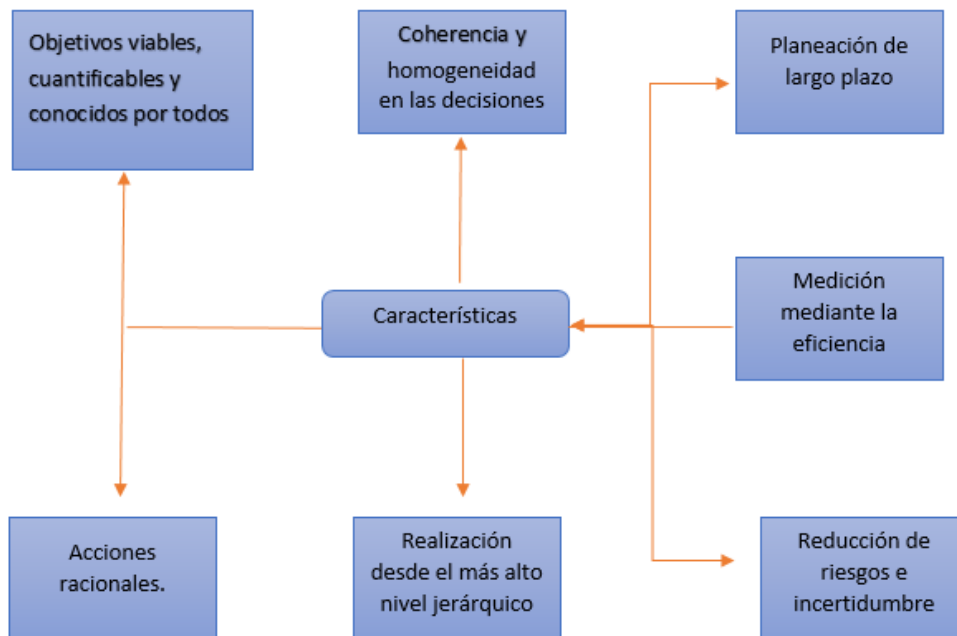 Objetivos viables,
cuantificables y
conocidos por todos
Coherencia y
homogeneidad
en las decisiones
Planeación de
largo plazo
Características
Medición
mediante la
eficiencia
Acciones
racionales.
Realización
desde el más alto
nivel jerárquico
Reducción de
riesgos e
incertidumbre